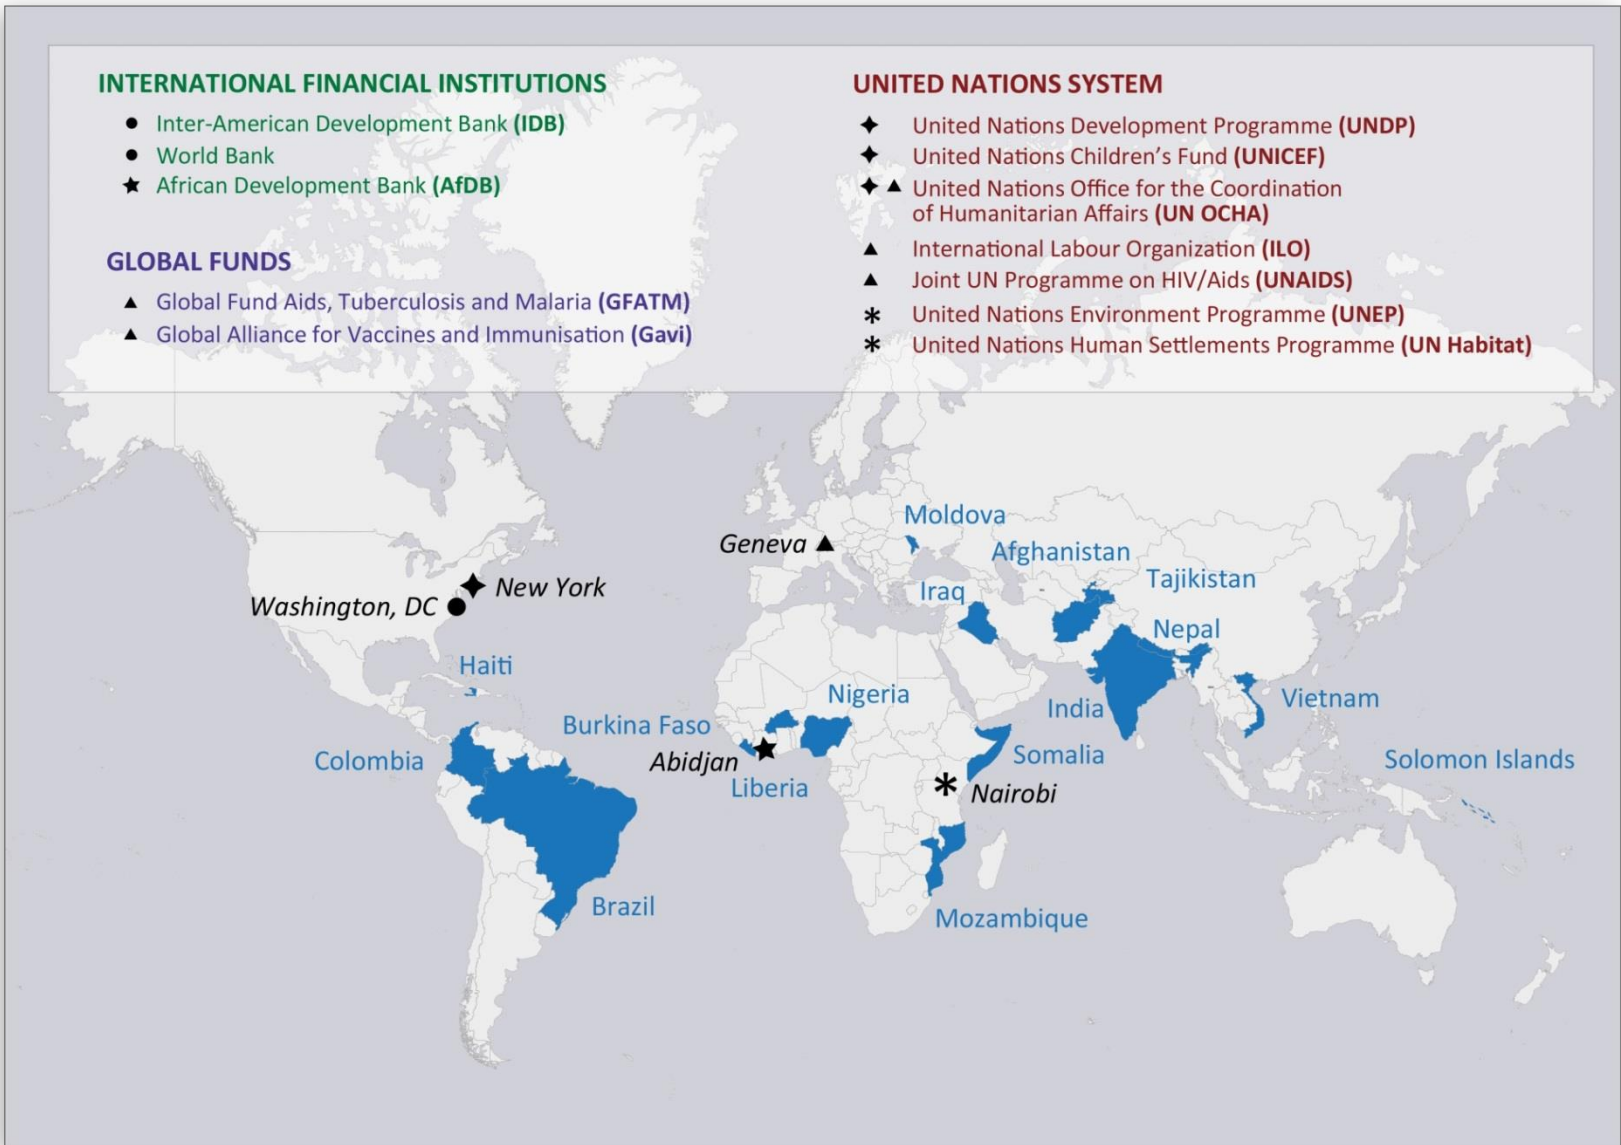 INTERNATIONAL FINANCIAL INSTITUTIONS
Inter-American Development Bank (IDB)
World Bank
African Development Bank (AfDB)
GLOBAL FUNDS
Global Fund Aids, Tuberculosis and Malaria (GFATM)
Global Alliance for Vaccines and Immunisation (Gavi)
UNITED NATIONS SYSTEM
United Nations Development Programme (UNDP)
United Nations Children's Fund (UNICEF)
United Nations Office for the Coordination
of Humanitarian Affairs (UN OCHA)
International Labour Organization (ILO)
Joint UN Programme on HIV/Aids (UNAIDS)
United Nations Environment Programme (UNEP)
United Nations Human Settlements Programme (UN Habitat)
Moldova
Geneva
Afghanistan
Tajikistan
New York
Iraq
Washington, DC
Nepal
Haiti
Nigeria
Vietnam
India
Burkina Faso
Somalia
Abidjan
Colombia
Solomon Islands
Liberia
Nairobi
Brazil
Mozambique